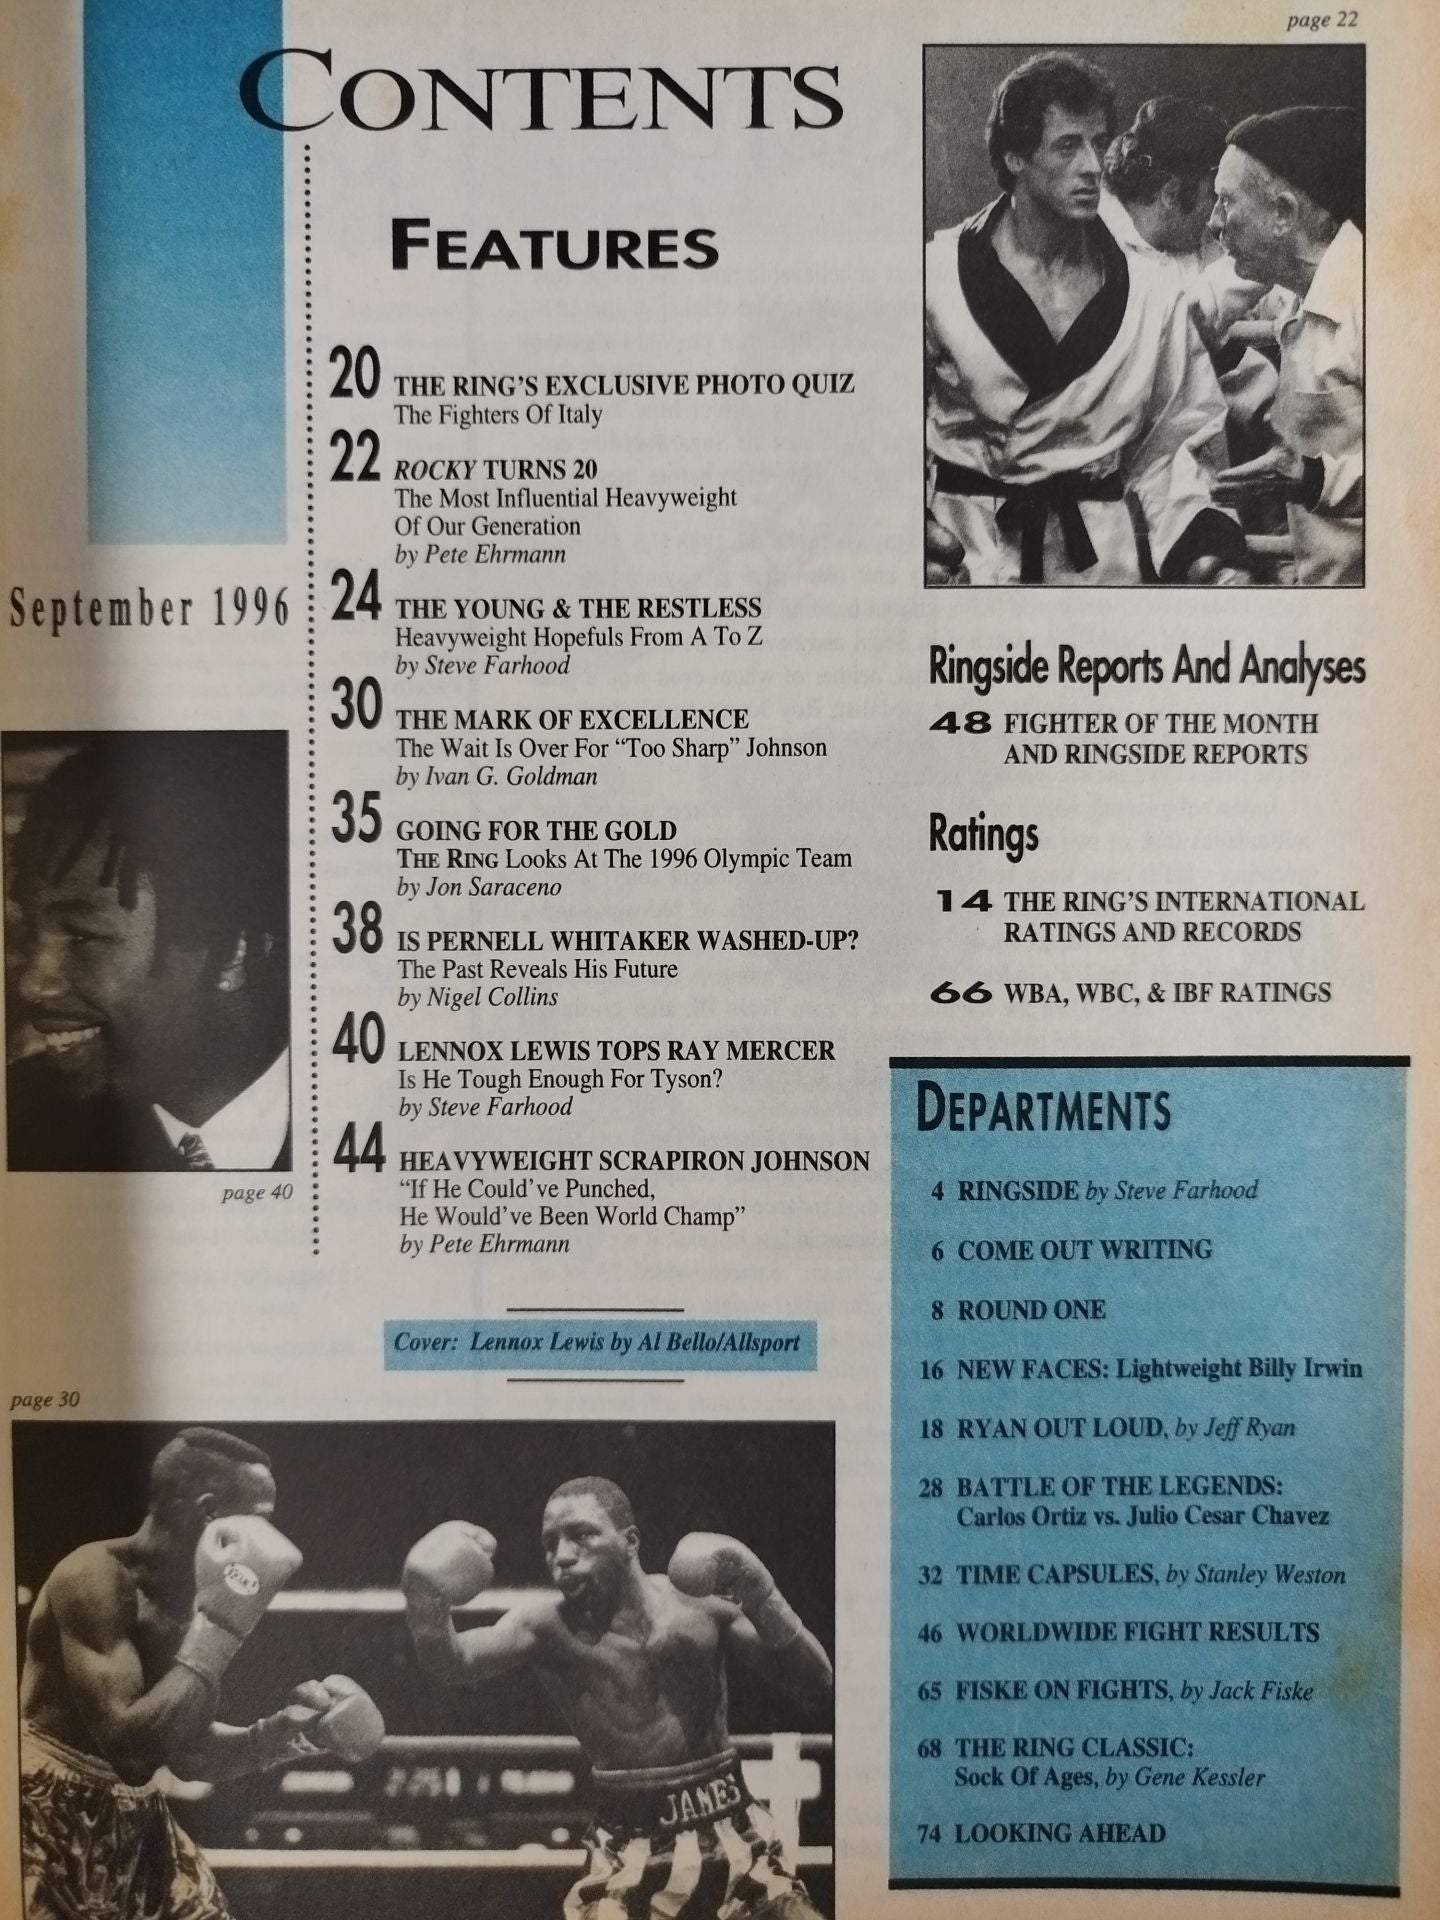 page 22
CONTENTS
FEATURES
20 THE RING'S EXCLUSIVE PHOTO QUIZ
The Fighters Of Italy
22 ROCKY TURNS 20
The Most Influential Heavyweight
Of Our Generation
by Pete Ehrmann
24 THE YOUNG & THE RESTLESS
Heavyweight Hopefuls From A To Z
by Steve Farhood
30 THE MARK OF EXCELLENCE
The Wait Is Over For “Too Sharp” Johnson
by Ivan G. Goldman
35 GOING FOR THE GOLD
THE RING Looks At The 1996 Olympic Team
by Jon Saraceno
38 IS PERNELL WHITAKER WASHED-UP?
The Past Reveals His Future
by Nigel Collins
40 LENNOX LEWIS TOPS RAY MERCER
Is He Tough Enough For Tyson?
by Steve Farhood
44 HEAVYWEIGHT SCRAPIRON JOHNSON
“If He Could've Punched,
He Would've Been World Champ”
by Pete Ehrmann
Cover: Lennox Lewis by Al Bello/Allsport
September 1996
page 40
page 30
JAMES
Ringside Reports And Analyses
48 FIGHTER OF THE MONTH
AND RINGSIDE REPORTS
Ratings
14 THE RING'S INTERNATIONAL
RATINGS AND RECORDS
66 WBA, WBC, & IBF RATINGS
DEPARTMENTS
4 RINGSIDE by Steve Farhood
6 COME OUT WRITING
8 ROUND ONE
16 NEW FACES: Lightweight Billy Irwin
18 RYAN OUT LOUD, by Jeff Ryan
28 BATTLE OF THE LEGENDS:
Carlos Ortiz vs. Julio Cesar Chavez
32 TIME CAPSULES, by Stanley Weston
46 WORLDWIDE FIGHT RESULTS
65 FISKE ON FIGHTS, by Jack Fiske
68 THE RING CLASSIC:
Sock Of Ages, by Gene Kessler
74 LOOKING AHEAD